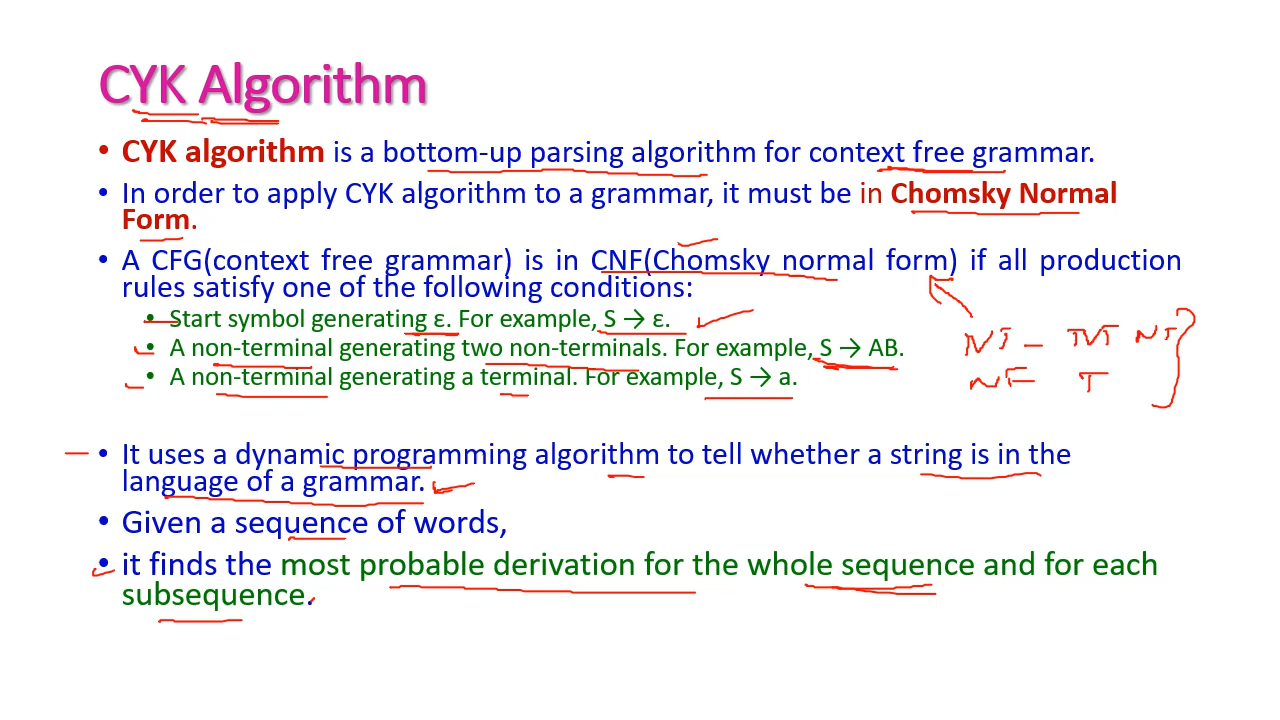 CYK Algorithm
• CYK algorithm is a bottom-up parsing algorithm for context free grammar.
• In order to apply CYK algorithm to a grammar, it must be in Chomsky Normal
Form.
• A CFG(context free grammar) is in CNF(Chomsky normal form) if all production
rules satisfy one of the following conditions:
• Start symbol generating ε. For example, S → ε.
• A non-terminal generating two non-terminals. For example, S → AB.
NT – NT NT
• A non-terminal generating a terminal. For example, S → a.
NT – T
• It uses a dynamic programming algorithm to tell whether a string is in the
language of a grammar.
• Given a sequence of words,
• it finds the most probable derivation for the whole sequence and for each
subsequence.